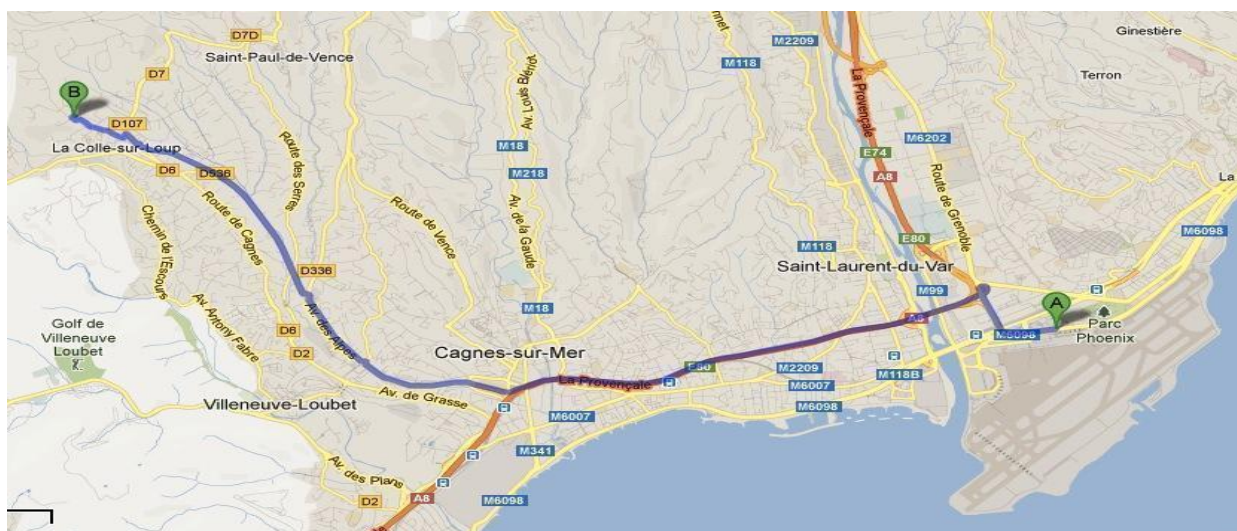 D7D
Saint-Paul-de-Vence
D7
B
D107
La Colle-sur-Loup
D6
D536
Route des Serres
Route de Cagnes
Chemin de l'Escours
D336
Av. Antony Fabre
Av. des Alpes
D6
D2
Golf de
Villeneuve
Loubet
Villeneuve-Loubet
Av. de Grasse
Av. des Plans
D2
A8
Av. Louis Blériot
M18
M218
Av. de la Gaude
Route de Vence
M18
Cagnes-sur-Mer
La Provençale
E80
M6007
M341
M6098
M2209
M6007
M6098
M118B
M2209
M118
La Provençale
M6202
E74
A8
Route de Grenoble
E80
M118
Saint-Laurent-du-Var
M99
A8
M6098
A
Parc
Phoenix
M6098
La
Terron
Ginestière